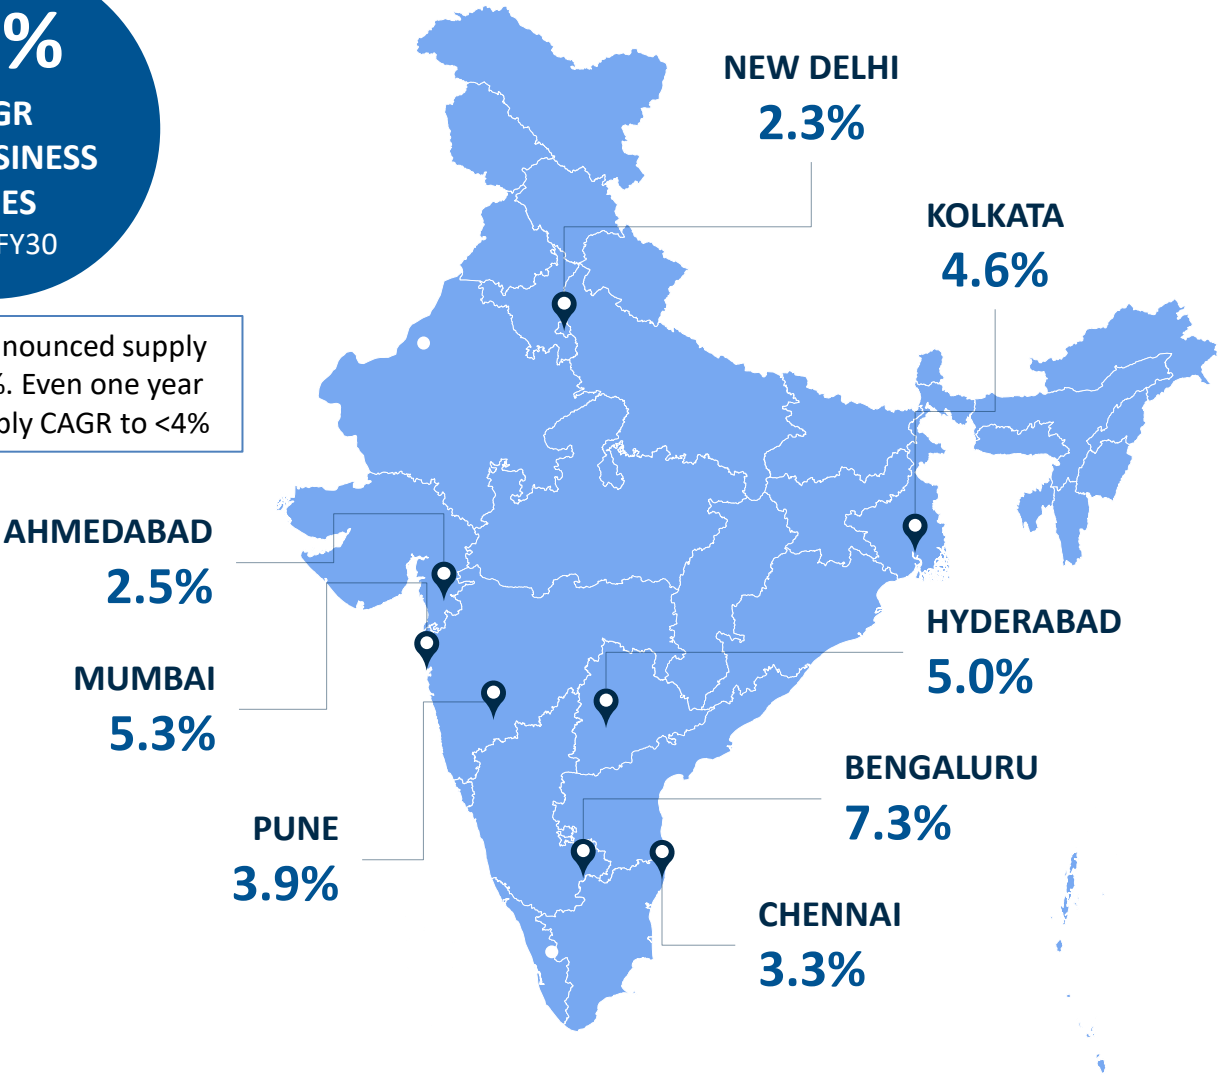 %
GR
SINESS
ES
FY30
nounced supply
%. Even one year
ply CAGR to <4%
NEW DELHI
2.3%
KOLKATA
4.6%
AHMEDABAD
2.5%
MUMBAI
5.3%
HYDERABAD
5.0%
PUNE
3.9%
BENGALURU
7.3%
CHENNAI
3.3%